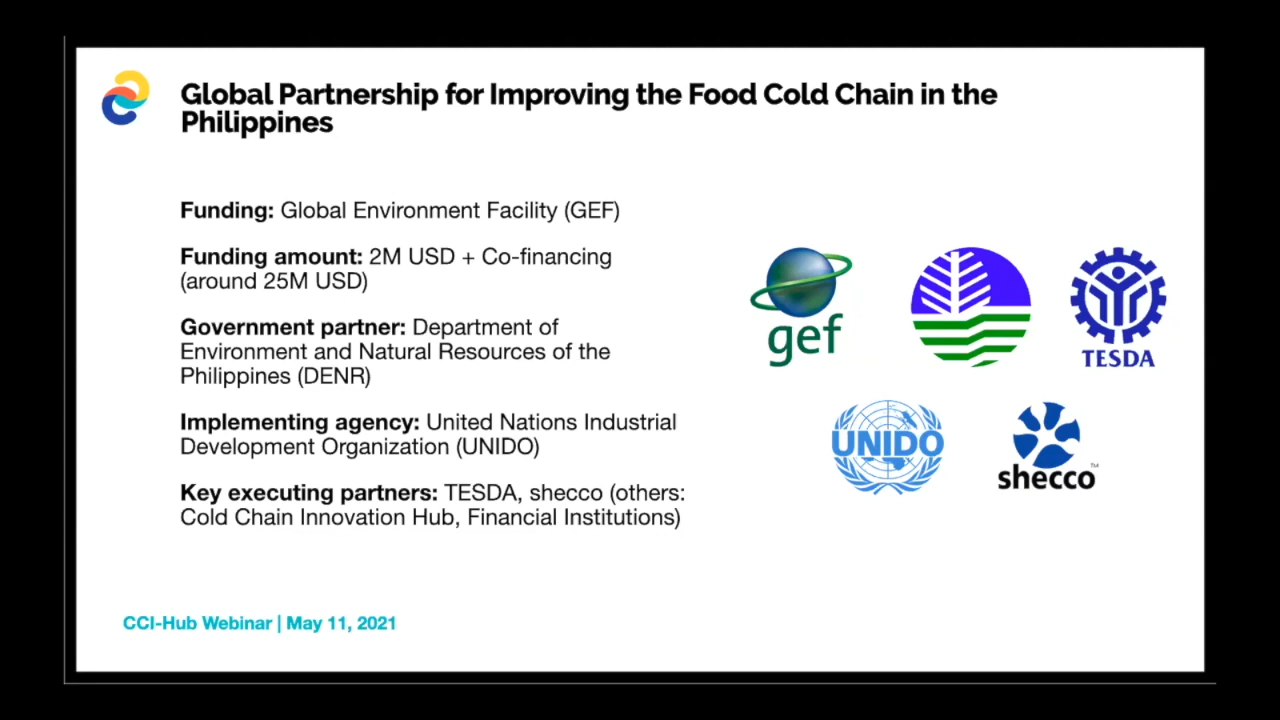 Global Partnership for Improving the Food Cold Chain in the
Philippines
Funding: Global Environment Facility (GEF)
Funding amount: 2M USD + Co-financing
(around 25M USD)
Government partner: Department of
Environment and Natural Resources of the
Philippines (DENR)
Implementing agency: United Nations Industrial
Development Organization (UNIDO)
Key executing partners: TESDA, shecco (others:
Cold Chain Innovation Hub, Financial Institutions)
gef
TESDA
UNIDO
shecco™
CCI-Hub Webinar | May 11, 2021